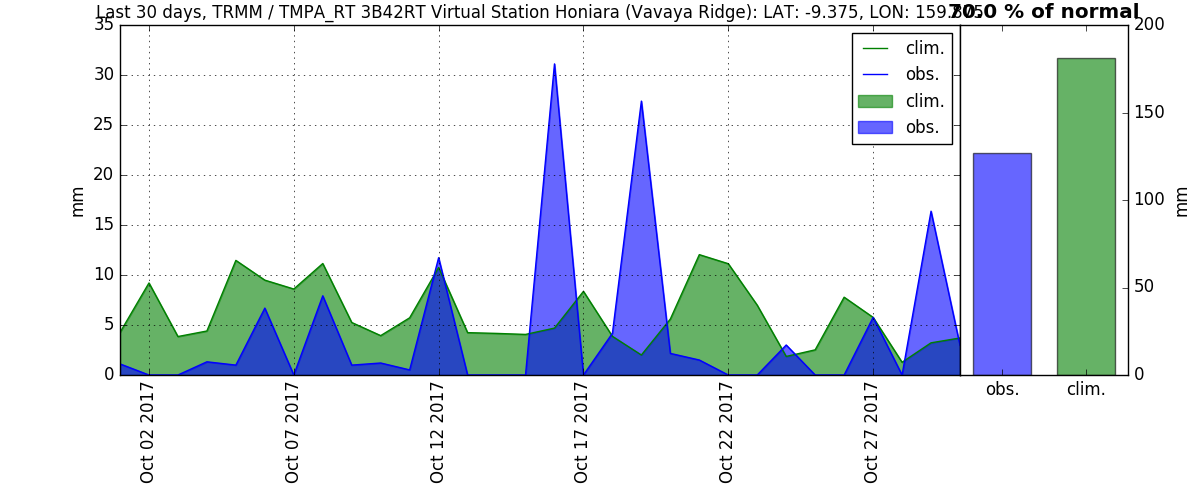 Last 30 days, TRMM / TMPA_RT 3B42RT Virtual Station Honiara (Vavaya Ridge): LAT: -9.375, LON:
70.0 % of normal
35
30
25
20
15
10
5
0
mm
clim.
obs.
clim.
obs.
Oct 02 2017
Oct 07 2017
Oct 12 2017
Oct 17 2017
Oct 22 2017
Oct 27 2017
200
150
100
50
0
mm
obs.
clim.